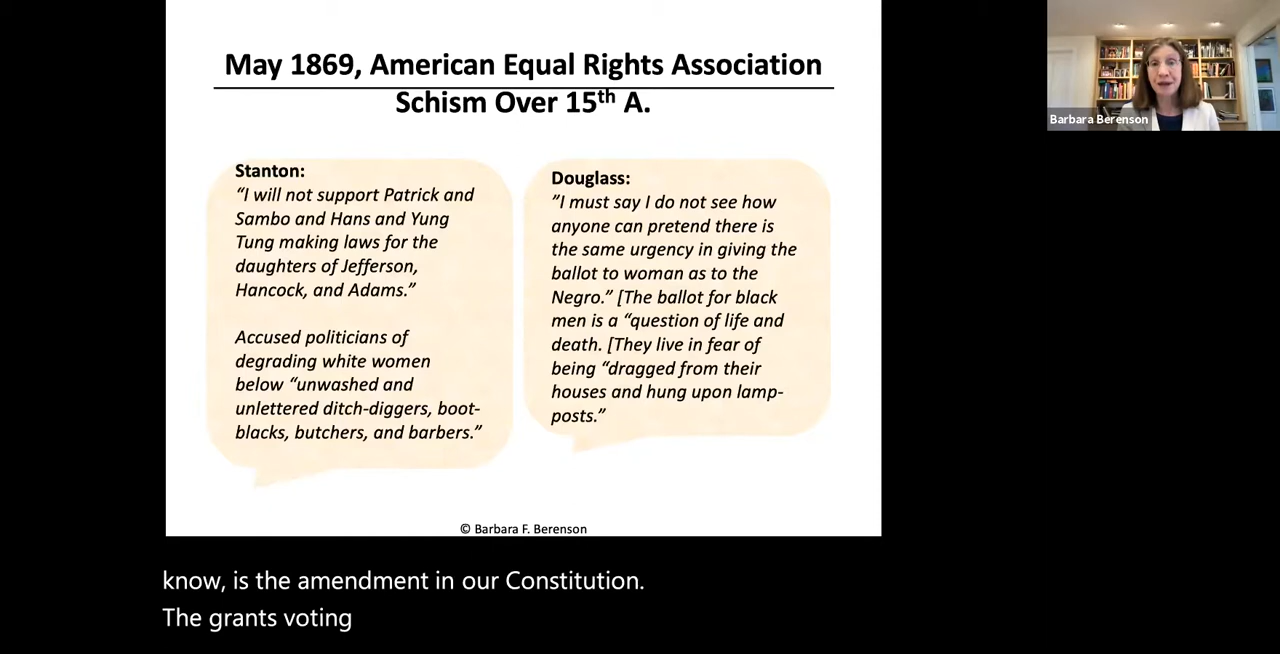 May 1869, American Equal Rights Association
Schism Over 15th A.
Barbara Berenson
Stanton:
“I will not support Patrick and
Sambo and Hans and Yung
Tung making laws for the
daughters of Jefferson,
Hancock, and Adams.”
Accused politicians of
degrading white women
below “unwashed and
unlettered ditch-diggers, boot-
blacks, butchers, and barbers.”
Douglass:
”I must say I do not see how
anyone can pretend there is
the same urgency in giving the
ballot to woman as to the
Negro.” [The ballot for black
men is a “question of life and
death. [They live in fear of
being “dragged from their
houses and hung upon lamp-
posts.”
© Barbara F. Berenson
know, is the amendment in our Constitution.
The grants voting